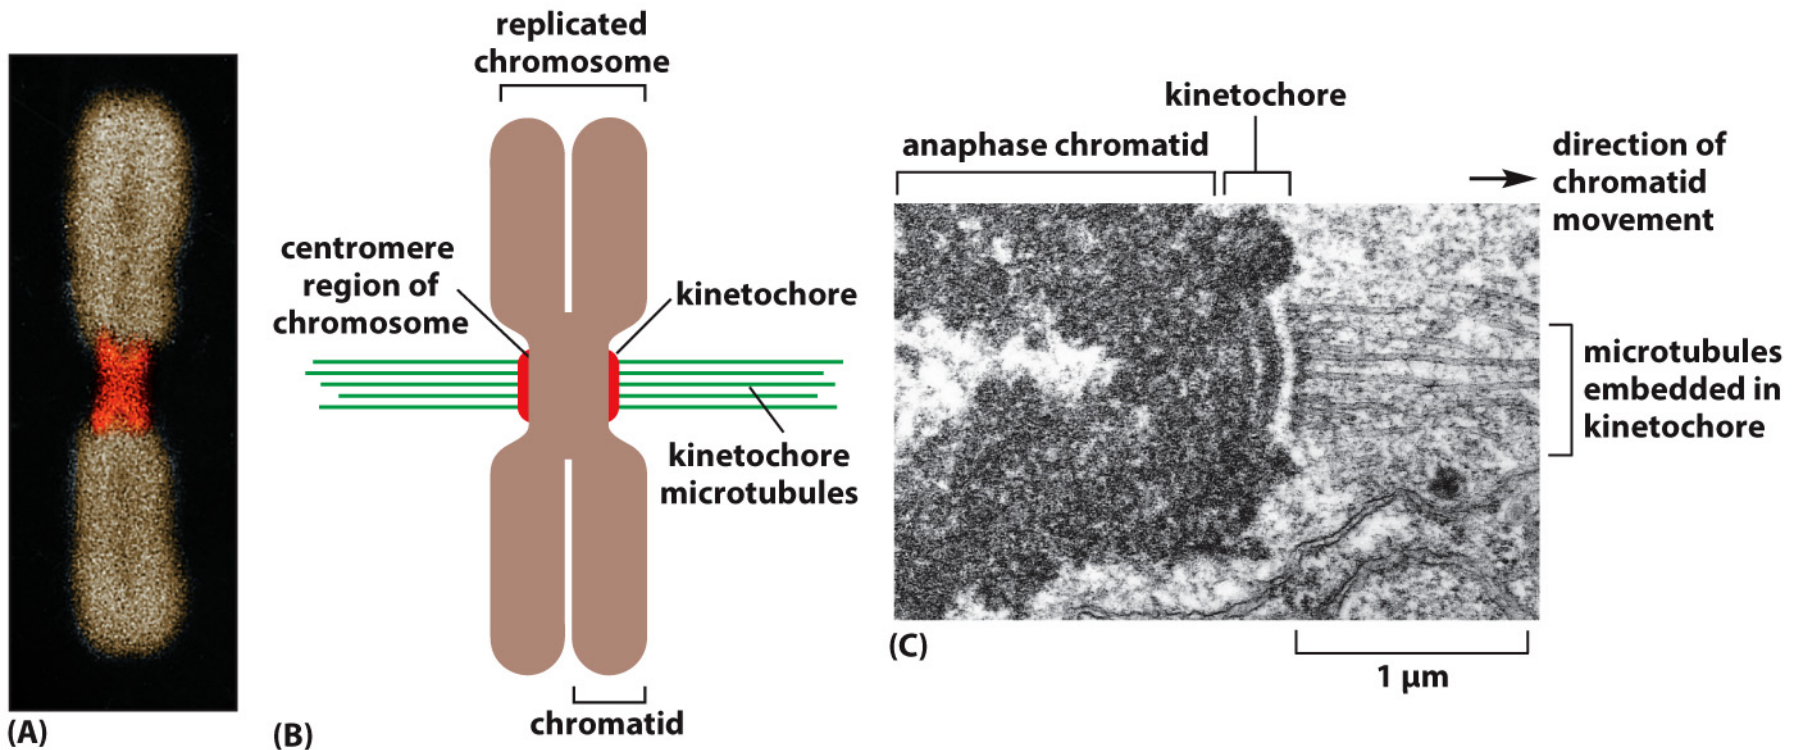 replicated
chromosome
centromere
region of
chromosome
kinetochore
kinetochore
microtubules
chromatid
(A)
(B)
kinetochore
anaphase chromatid
direction of
chromatid
movement
microtubules
embedded in
kinetochore
(C)
1 µm